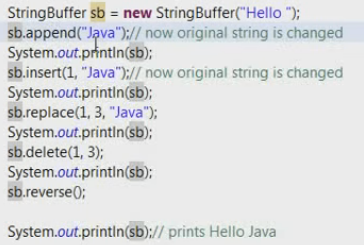 StringBuffer sb = new StringBuffer("Hello ");
sb.append("Java");// now original string is changed
System.out.println(sb);
sb.insert(1, "Java");// now original string is changed
System.out.println(sb);
sb.replace(1, 3, "Java");
System.out.println(sb);
sb.delete(1, 3);
System.out.println(sb);
sb.reverse();
System.out.println(sb);// prints Hello Java